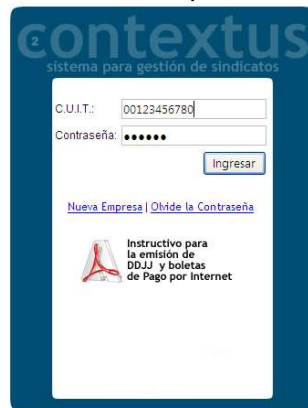 2
contextus
sistema para gestión de sindicatos
C.U.I.T.: 00123456780
Contraseña: ●●●●●●
Ingresar
Nueva Empresa | Olvide la Contraseña
Instructivo para
la emisión de
DDJJ y boletas
de Pago por Internet